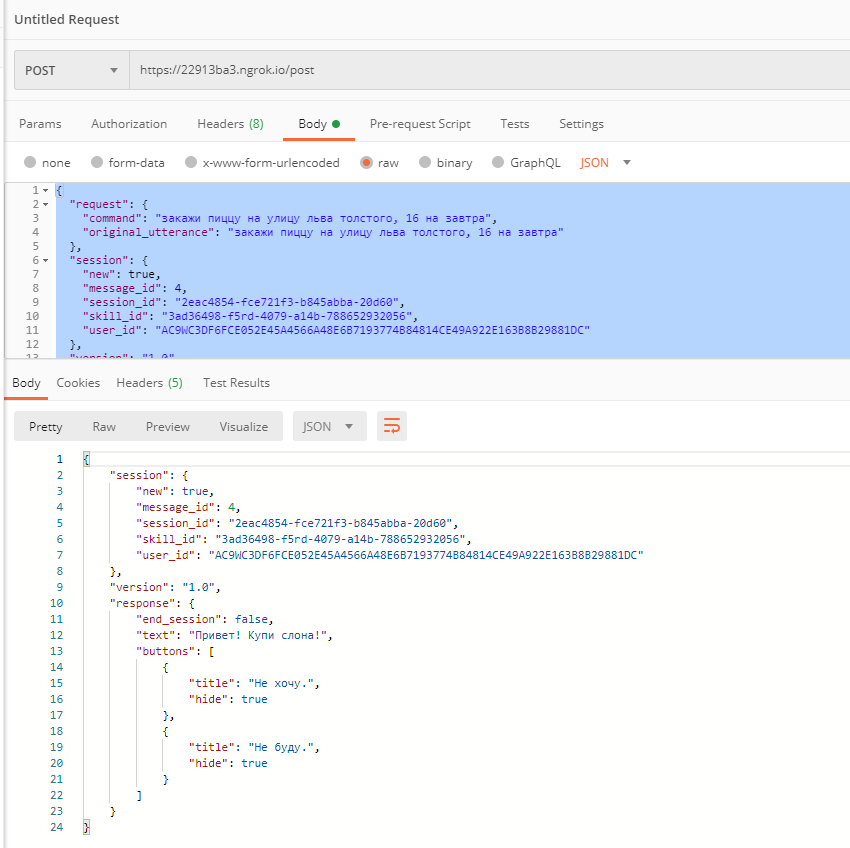 Untitled Request
POST https://22913ba3.ngrok.io/post
Params Authorization Headers (8) Body Pre-request Script Tests Settings
none form-data x-www-form-urlencoded raw binary GraphQL JSON
1 {
2 "request": {
3 "command": "закажи пиццу на улицу льва толстого, 16 на завтра",
4 "original_utterance": "закажи пиццу на улицу льва толстого, 16 на завтра"
5 },
6 "session": {
7 "new": true,
8 "message_id": 4,
9 "session_id": "2eac4854-fce721f3-b845abba-20d60",
10 "skill_id": "3ad36498-f5rd-4079-a14b-788652932056",
11 "user_id": "AC9WC3DF6FCE052E45A4566A48E6B7193774B84814CE49A922E163B8B29881DC"
12 },
13 "version": "1.0"
Body Cookies Headers (5) Test Results
Pretty Raw Preview Visualize JSON
1 {
2 "session": {
3 "new": true,
4 "message_id": 4,
5 "session_id": "2eac4854-fce721f3-b845abba-20d60",
6 "skill_id": "3ad36498-f5rd-4079-a14b-788652932056",
7 "user_id": "AC9WC3DF6FCE052E45A4566A48E6B7193774B84814CE49A922E163B8B29881DC"
8 },
9 "version": "1.0",
10 "response": {
11 "end_session": false,
12 "text": "Привет! Купи слона!",
13 "buttons": [
14 {
15 "title": "Не хочу.",
16 "hide": true
17 },
18 {
19 "title": "Не буду.",
20 "hide": true
21 }
22 ]
23 }
24 }